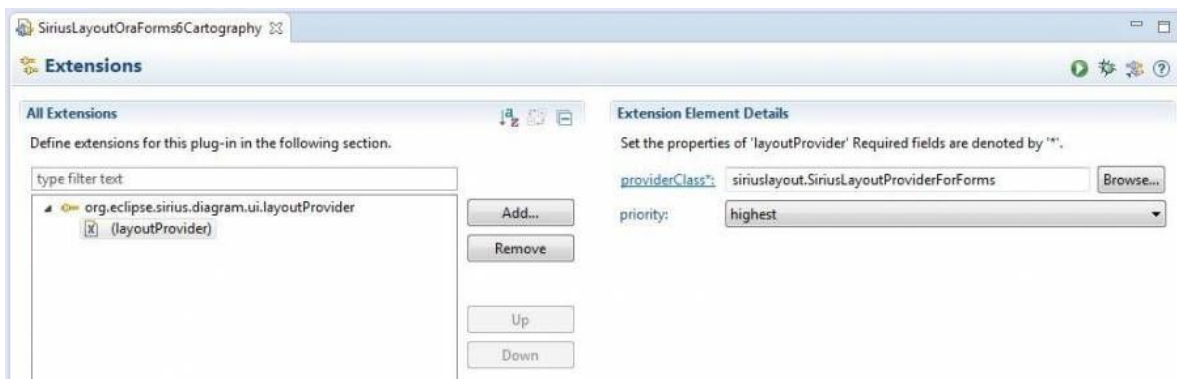 SiriusLayoutOraForms6Cartography
Extensions
All Extensions
Define extensions for this plug-in in the following section.
type filter text
org.eclipse.sirius.diagram.ui.layoutProvider
(layoutProvider)
Add...
Remove
Up
Down
Extension Element Details
Set the properties of 'layoutProvider' Required fields are denoted by '*'.
providerClass*: siriuslayout.SiriusLayoutProviderForForms Browse...
priority: highest